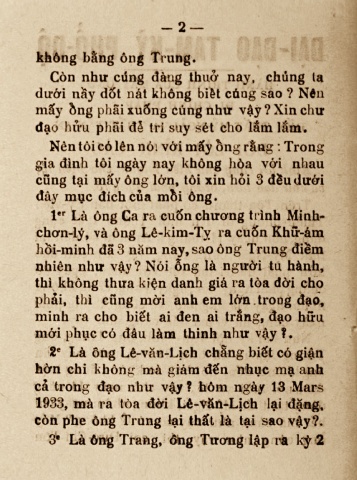 — 2 —
không bằng ông Trung.
Còn như cúng đàng thuở nay, chúng ta
dưới nầy dốt nát không biết cúng sao ? Nên
mấy ổng phãi xuống cúng như vậy ? Xin chư
đạo hữu phãi để trí suy sét cho lắm lắm.
Nên tôi có lên nói với mấy ổng rằng : Trong
gia đình tôi ngày nay không hòa với nhau
cũng tại mấy ông lớn, tôi xin hỏi 3 đều dưới
đây mục đích của mỗi ông.
1er Là ông Ca ra cuốn chương trình Minh-
chơn-lý, và ông Lê-kim-Tỵ ra cuốn Khữ-ám
hồi-minh đã 3 năm nay, sao ông Trung điềm
nhiên như vậy ? Nói ổng là người tu hành,
thì không thưa kiện danh giá ra tòa đời cho
phải, thì cũng mời anh em lớn trong đạo,
minh ra cho biết ai đen ai trắng, đạo hữu
mới phục có đâu làm thinh như vậy ?.
2e Là ông Lê-văn-Lịch chẵng biết có giận
hờn chi không mà giám đến nhục mạ anh
cả trong đạo như vậy ? hôm ngày 13 Mars
1933, mà ra tòa đời Lê-văn-Lịch lại đặng,
còn phe ông Trung lại thất là tại sao vậy ?.
3e Là ông Trang, ông Tương lập ra kỳ 2